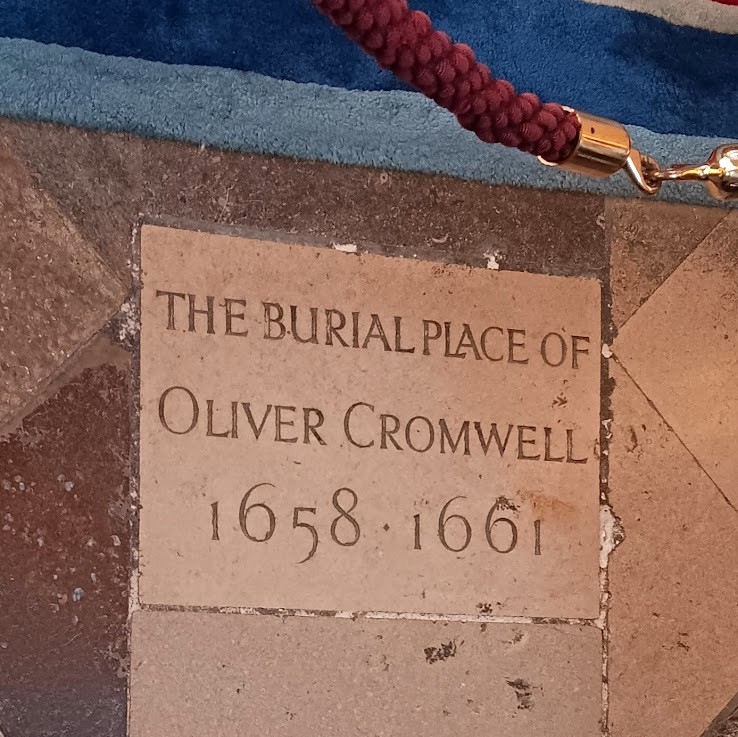 THE BURIAL PLACE OF
OLIVER CROMWELL
1658 · 1661